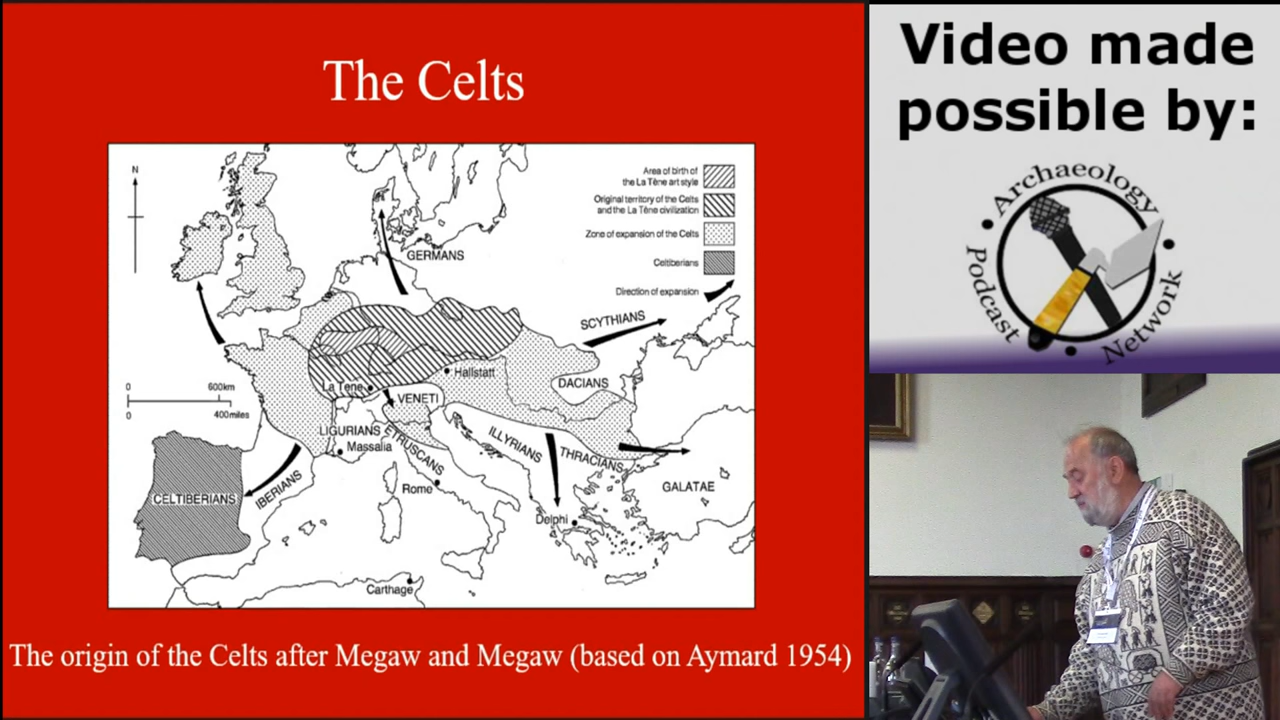 The Celts
N
Area of birth of
the La Tène art style
Original territory of the Celts
and the La Tène civilization
Zone of expansion of the Celts
Celtiberians
Direction of expansion
GERMANS
SCYTHIANS
0 600km
400miles
Hallstatt
La Tène
DACIANS
VENETI
LIGURIANS
Massalia
ETRUSCANS
ILLYRIANS
THRACIANS
CELTIBERIANS
IBERIANS
Rome
GALATAE
Delphi
Carthage
The origin of the Celts after Megaw and Megaw (based on Aymard 1954)
Video made
possible by:
Archaeology
Podcast
Network